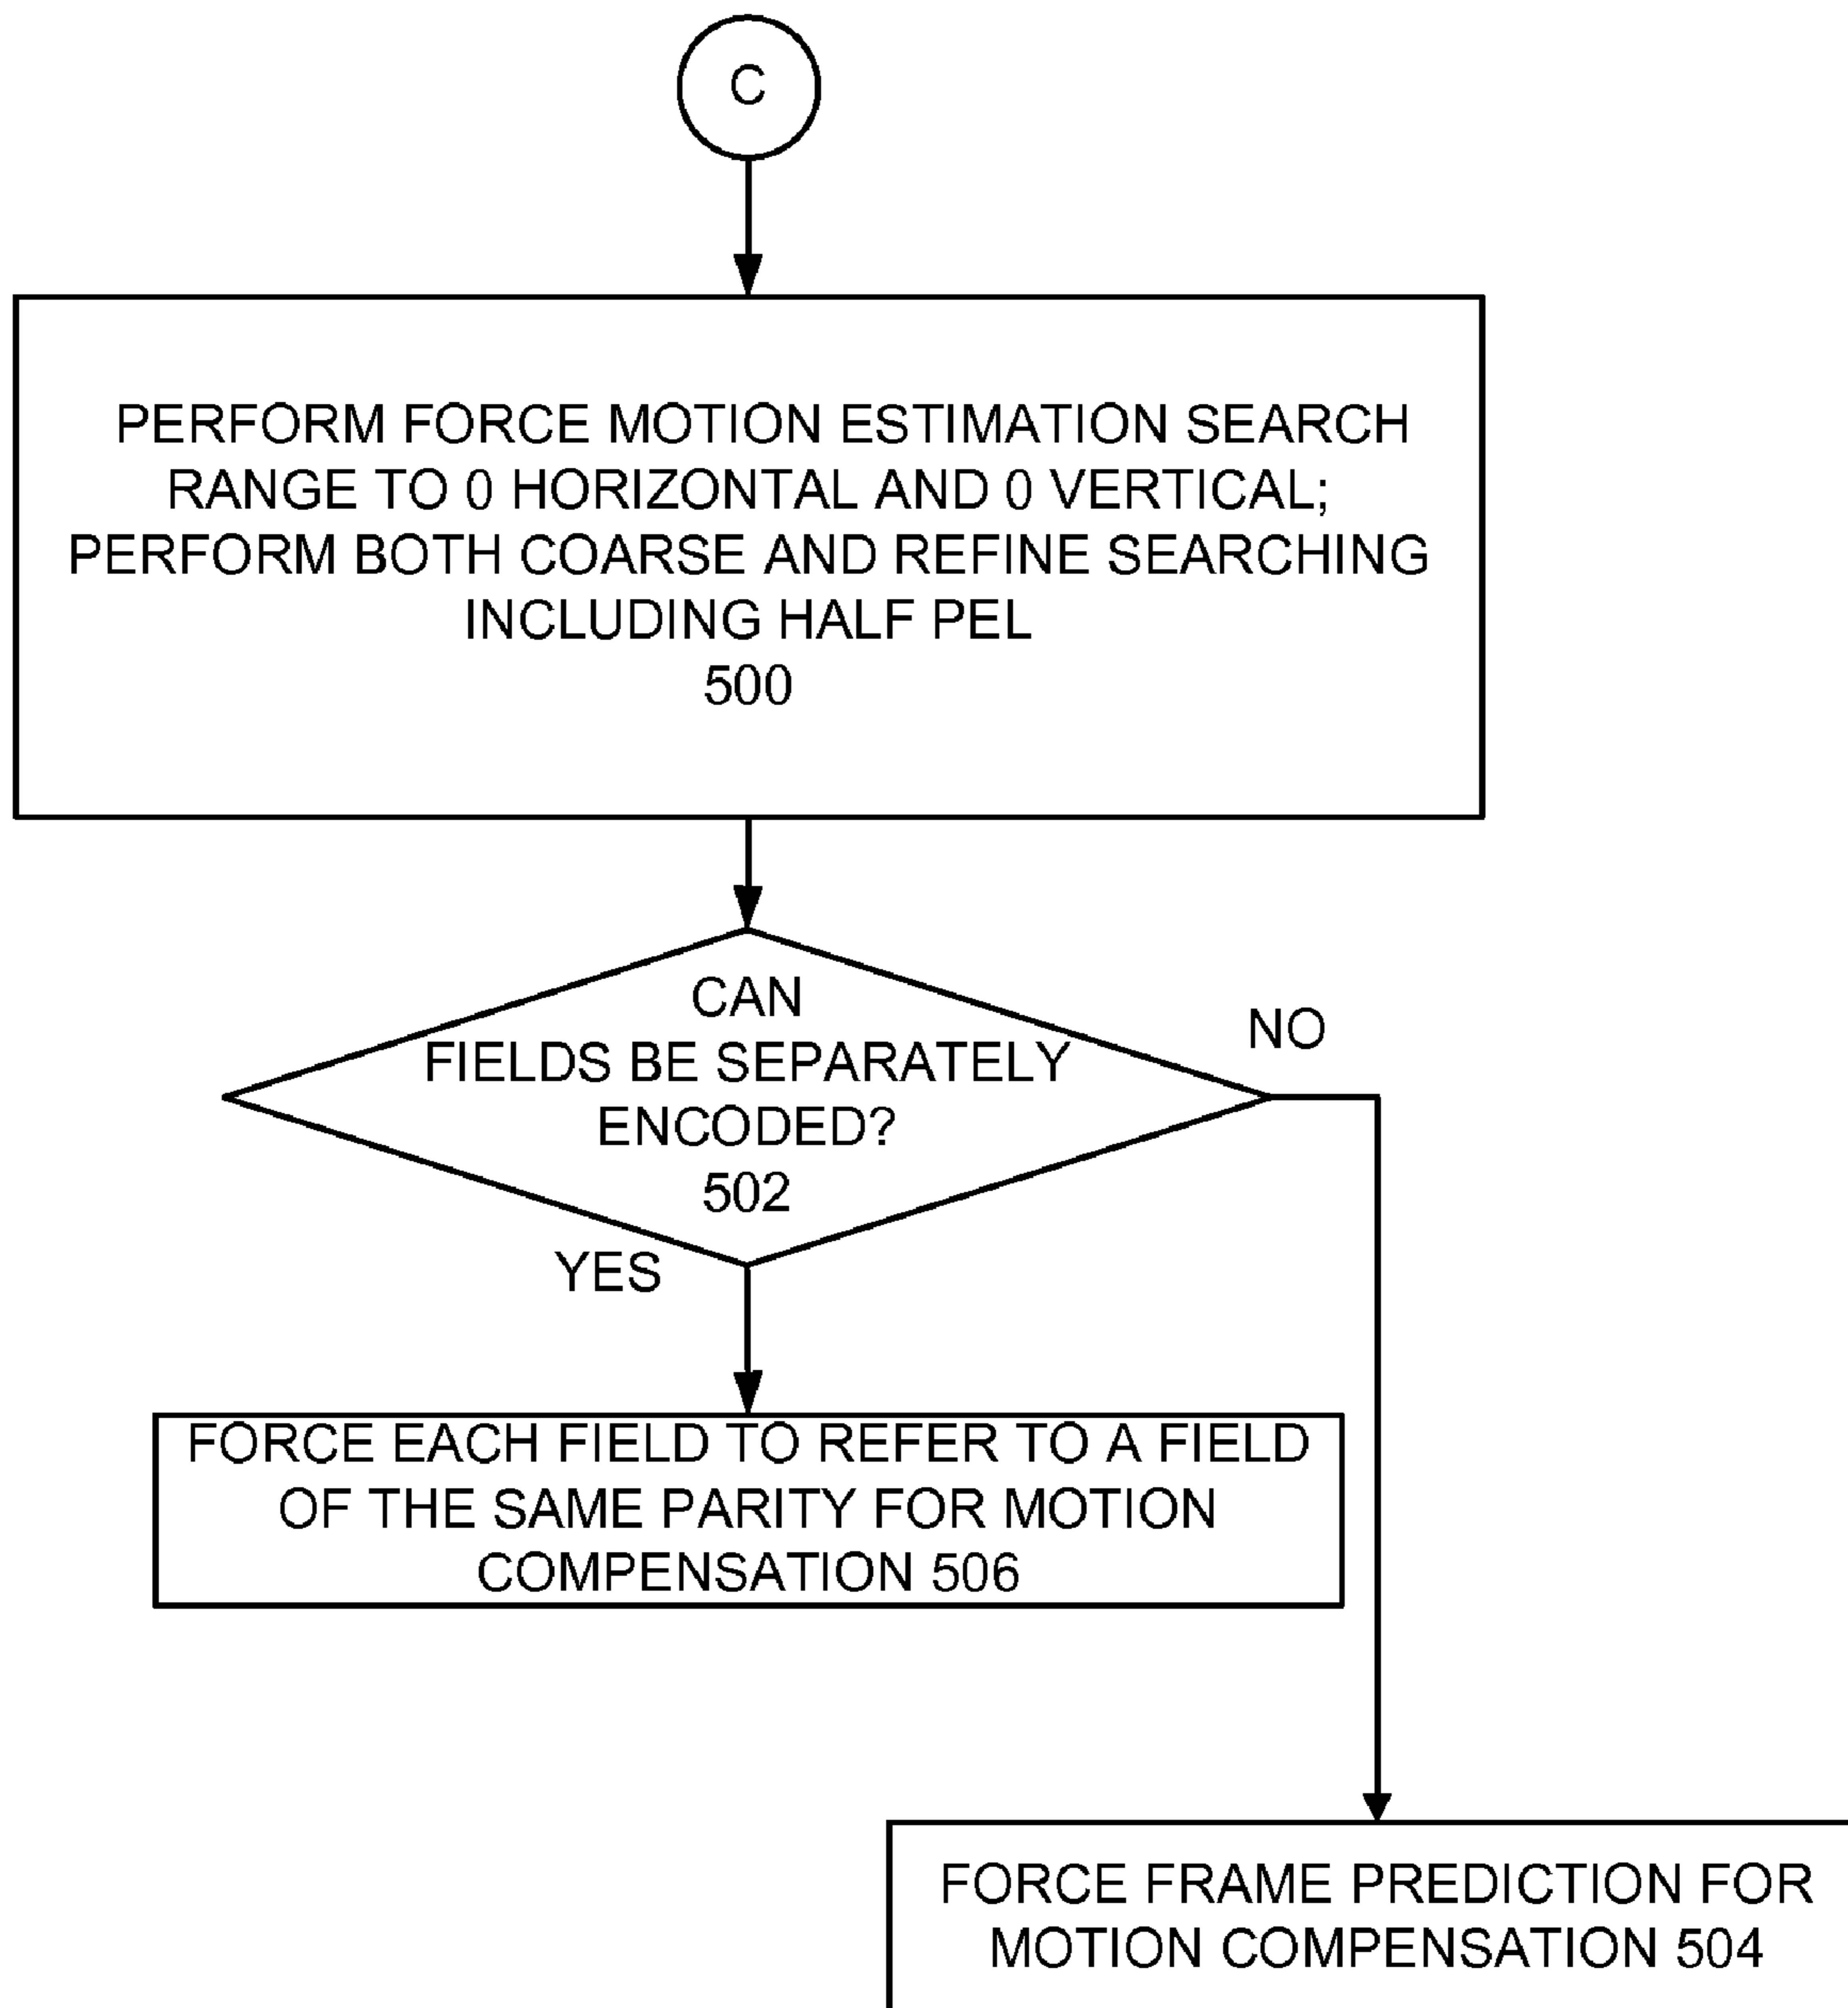 C
PERFORM FORCE MOTION ESTIMATION SEARCH
RANGE TO 0 HORIZONTAL AND 0 VERTICAL;
PERFORM BOTH COARSE AND REFINE SEARCHING
INCLUDING HALF PEL
500
CAN
FIELDS BE SEPARATELY
ENCODED?
502
NO
YES
FORCE EACH FIELD TO REFER TO A FIELD
OF THE SAME PARITY FOR MOTION
COMPENSATION 506
FORCE FRAME PREDICTION FOR
MOTION COMPENSATION 504